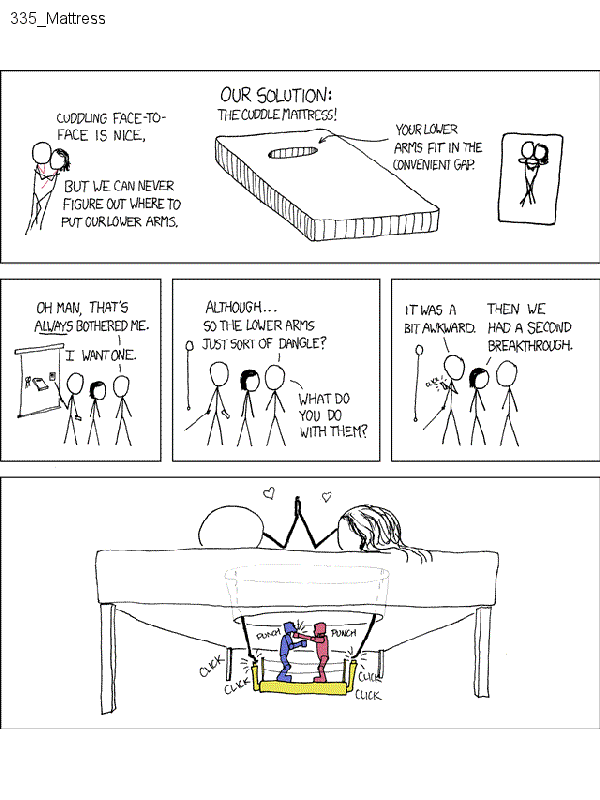 335_Mattress
CUDDLING FACE-TO-
FACE IS NICE,
BUT WE CAN NEVER
FIGURE OUT WHERE TO
PUT OUR LOWER ARMS.
OUR SOLUTION:
THE CUDDLE MATTRESS!
YOUR LOWER
ARMS FIT IN THE
CONVENIENT GAP.
OH MAN, THAT'S
ALWAYS BOTHERED ME.
I WANT ONE.
ALTHOUGH...
SO THE LOWER ARMS
JUST SORT OF DANGLE?
WHAT DO
YOU DO
WITH THEM?
IT WAS A
BIT AWKWARD.
CLICK
THEN WE
HAD A SECOND
BREAKTHROUGH.
PUNCH
PUNCH
CLICK
CLICK
CLICK
CLICK